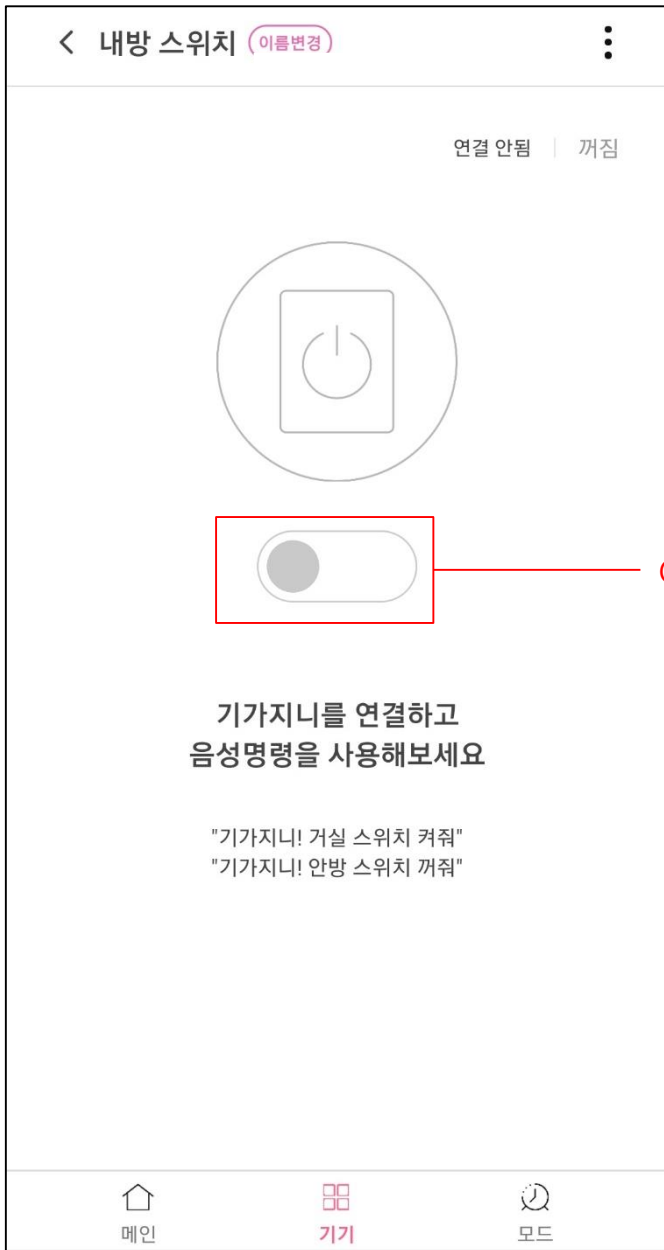 내방 스위치 이름변경
연결 안됨 꺼짐
기가지니를 연결하고
음성명령을 사용해보세요
"기가지니! 거실 스위치 켜줘"
"기가지니! 안방 스위치 꺼줘"
메인 기기 모드